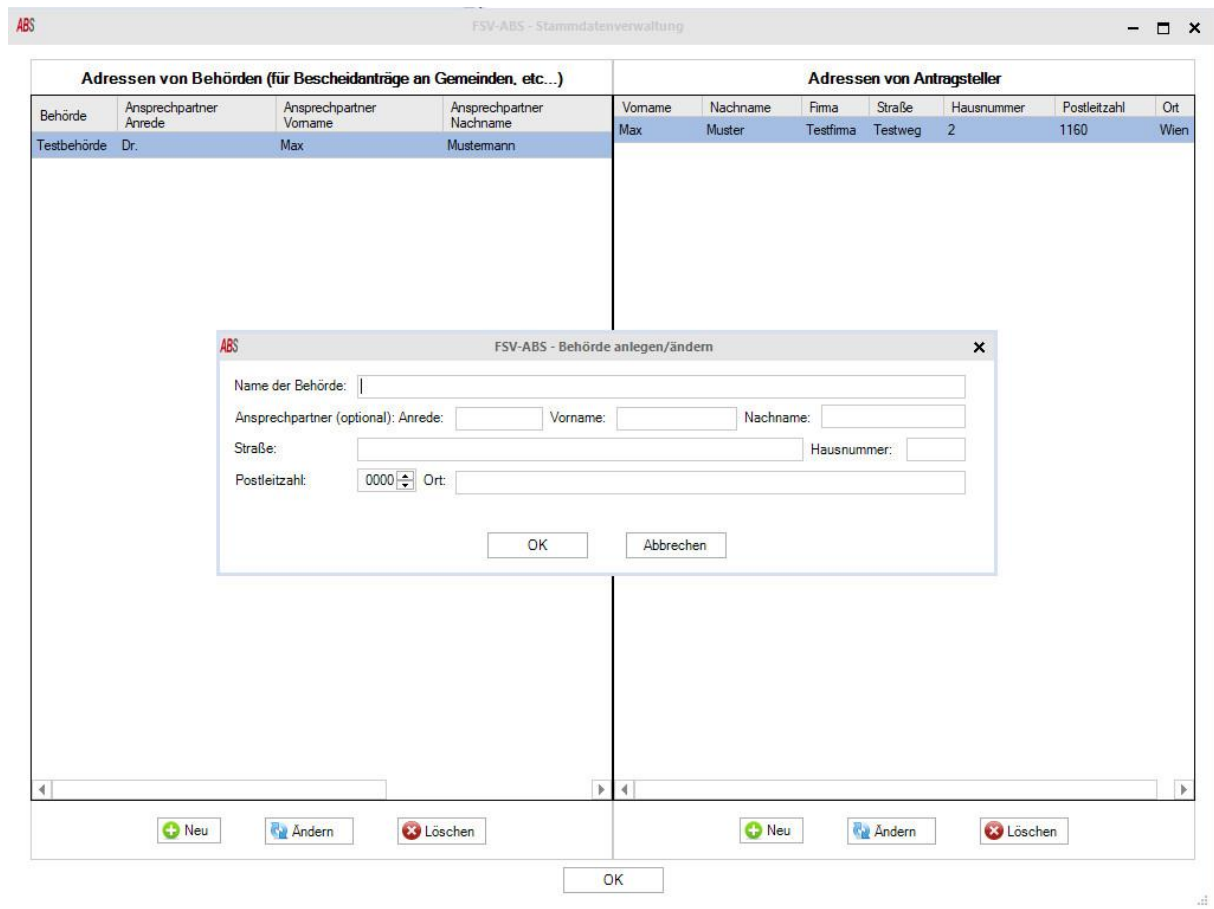 ABS FSV-ABS - Stammdatenverwaltung
Adressen von Behörden (für Bescheidanträge an Gemeinden, etc...)
Behörde Ansprechpartner Anrede Ansprechpartner Vorname Ansprechpartner Nachname
Testbehörde Dr. Max Mustermann
Adressen von Antragsteller
Vorname Nachname Firma Straße Hausnummer Postleitzahl Ort
Max Muster Testfirma Testweg 2 1160 Wien
ABS FSV-ABS - Behörde anlegen/ändern
Name der Behörde:
Ansprechpartner (optional): Anrede: Vorname: Nachname:
Straße: Hausnummer:
Postleitzahl: 0000 Ort:
OK Abbrechen
Neu Ändern Löschen
Neu Ändern Löschen
OK